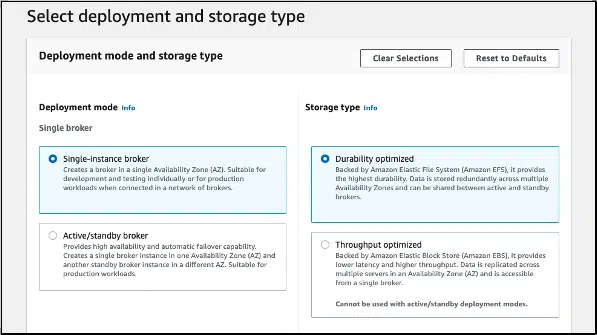 Select deployment and storage type
Deployment mode and storage type
Clear Selections
Reset to Defaults
Deployment mode Info
Single broker
Single-instance broker
Creates a broker in a single Availability Zone (AZ). Suitable for
development and testing individually or for production
workloads when connected in a network of brokers.
Active/standby broker
Provides high availability and automatic failover capability.
Creates a single broker instance in one Availability Zone (AZ) and
another standby broker instance in a different AZ. Suitable for
production workloads.
Storage type Info
Durability optimized
Backed by Amazon Elastic File System (Amazon EFS), it provides
the highest durability. Data is stored redundantly across multiple
Availability Zones and can be shared between active and standby
brokers.
Throughput optimized
Backed by Amazon Elastic Block Store (Amazon EBS), it provides
lower latency and higher throughput. Data is replicated across
multiple servers in an Availability Zone (AZ) and is accessible
from a single broker.
Cannot be used with active/standby deployment modes.